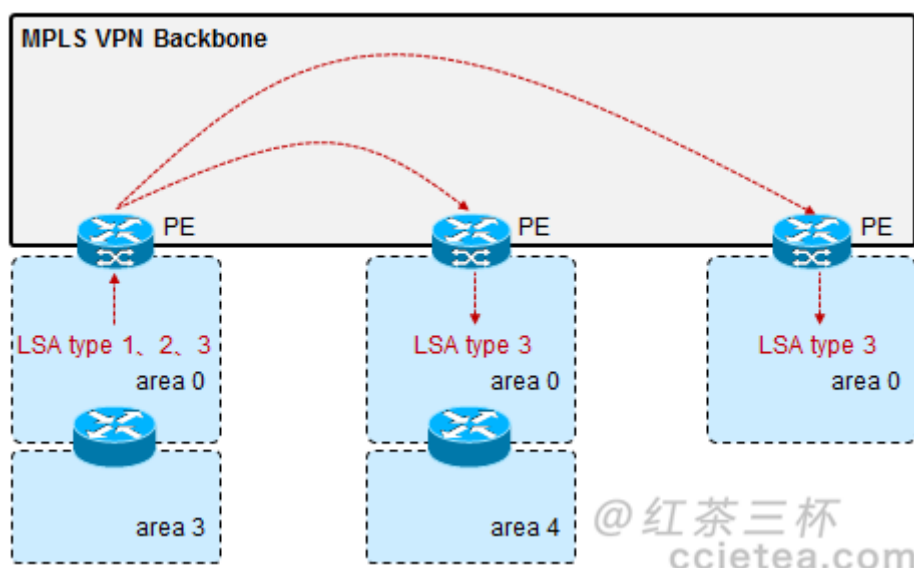 MPLS VPN Backbone
PE
PE
PE
LSA type 1、2、3
LSA type 3
LSA type 3
area 0
area 0
area 0
area 3
area 4
@红茶三杯
ccietea.com